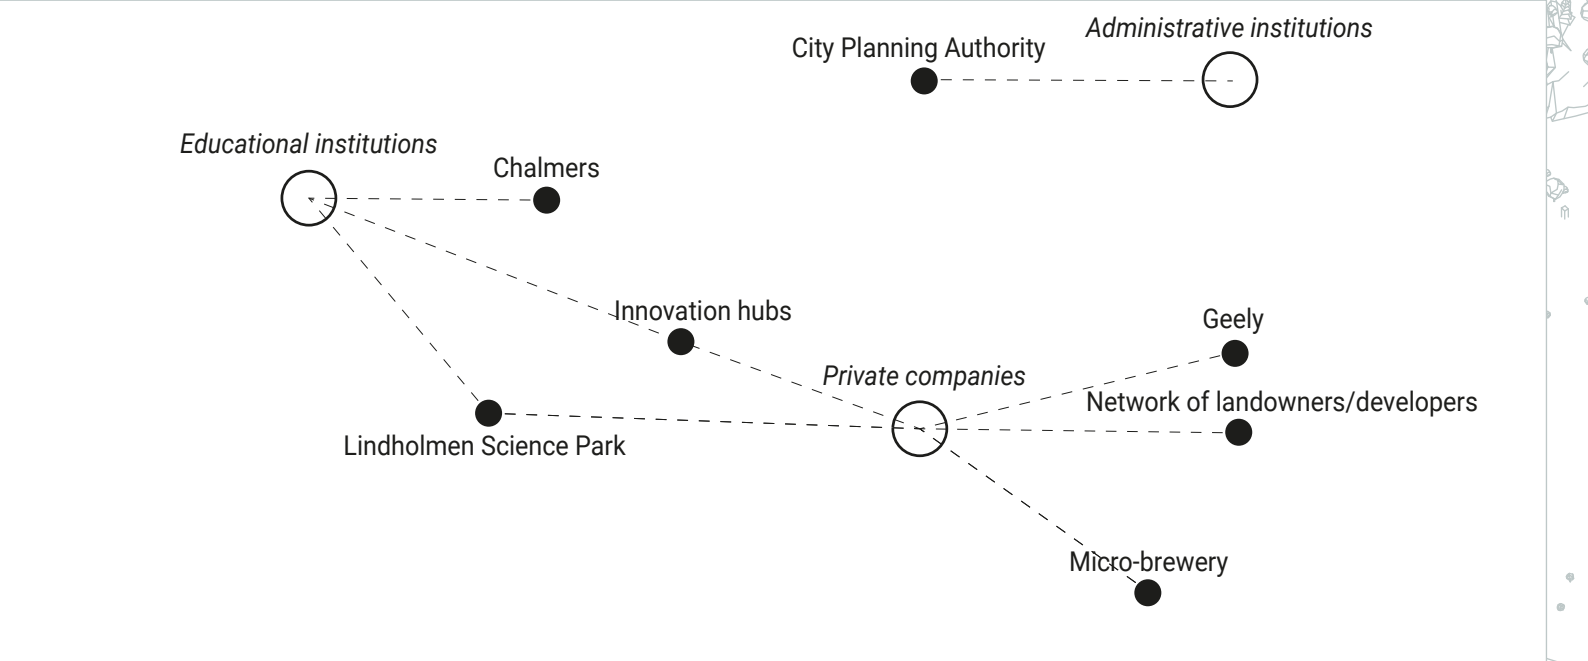 Administrative institutions
City Planning Authority
Educational institutions
Chalmers
Innovation hubs
Geely
Private companies
Network of landowners/developers
Lindholmen Science Park
Micro-brewery